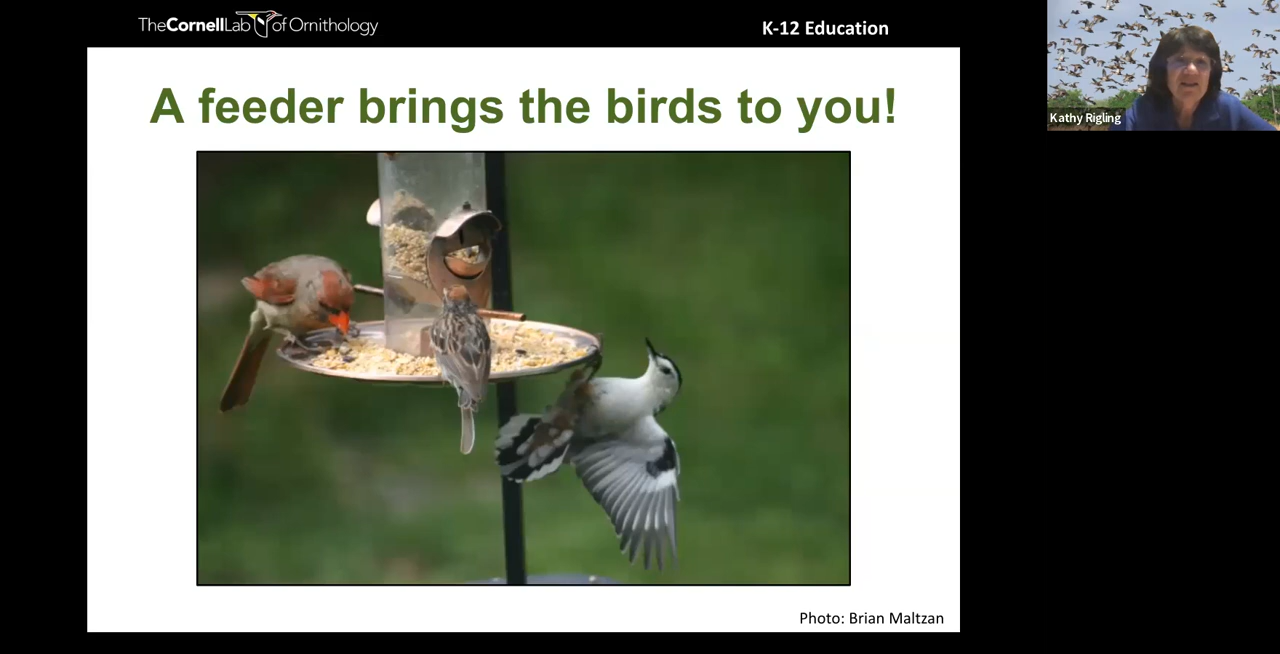 TheCornellLab of Ornithology
K-12 Education
Kathy Rigling
A feeder brings the birds to you!
Photo: Brian Maltzan